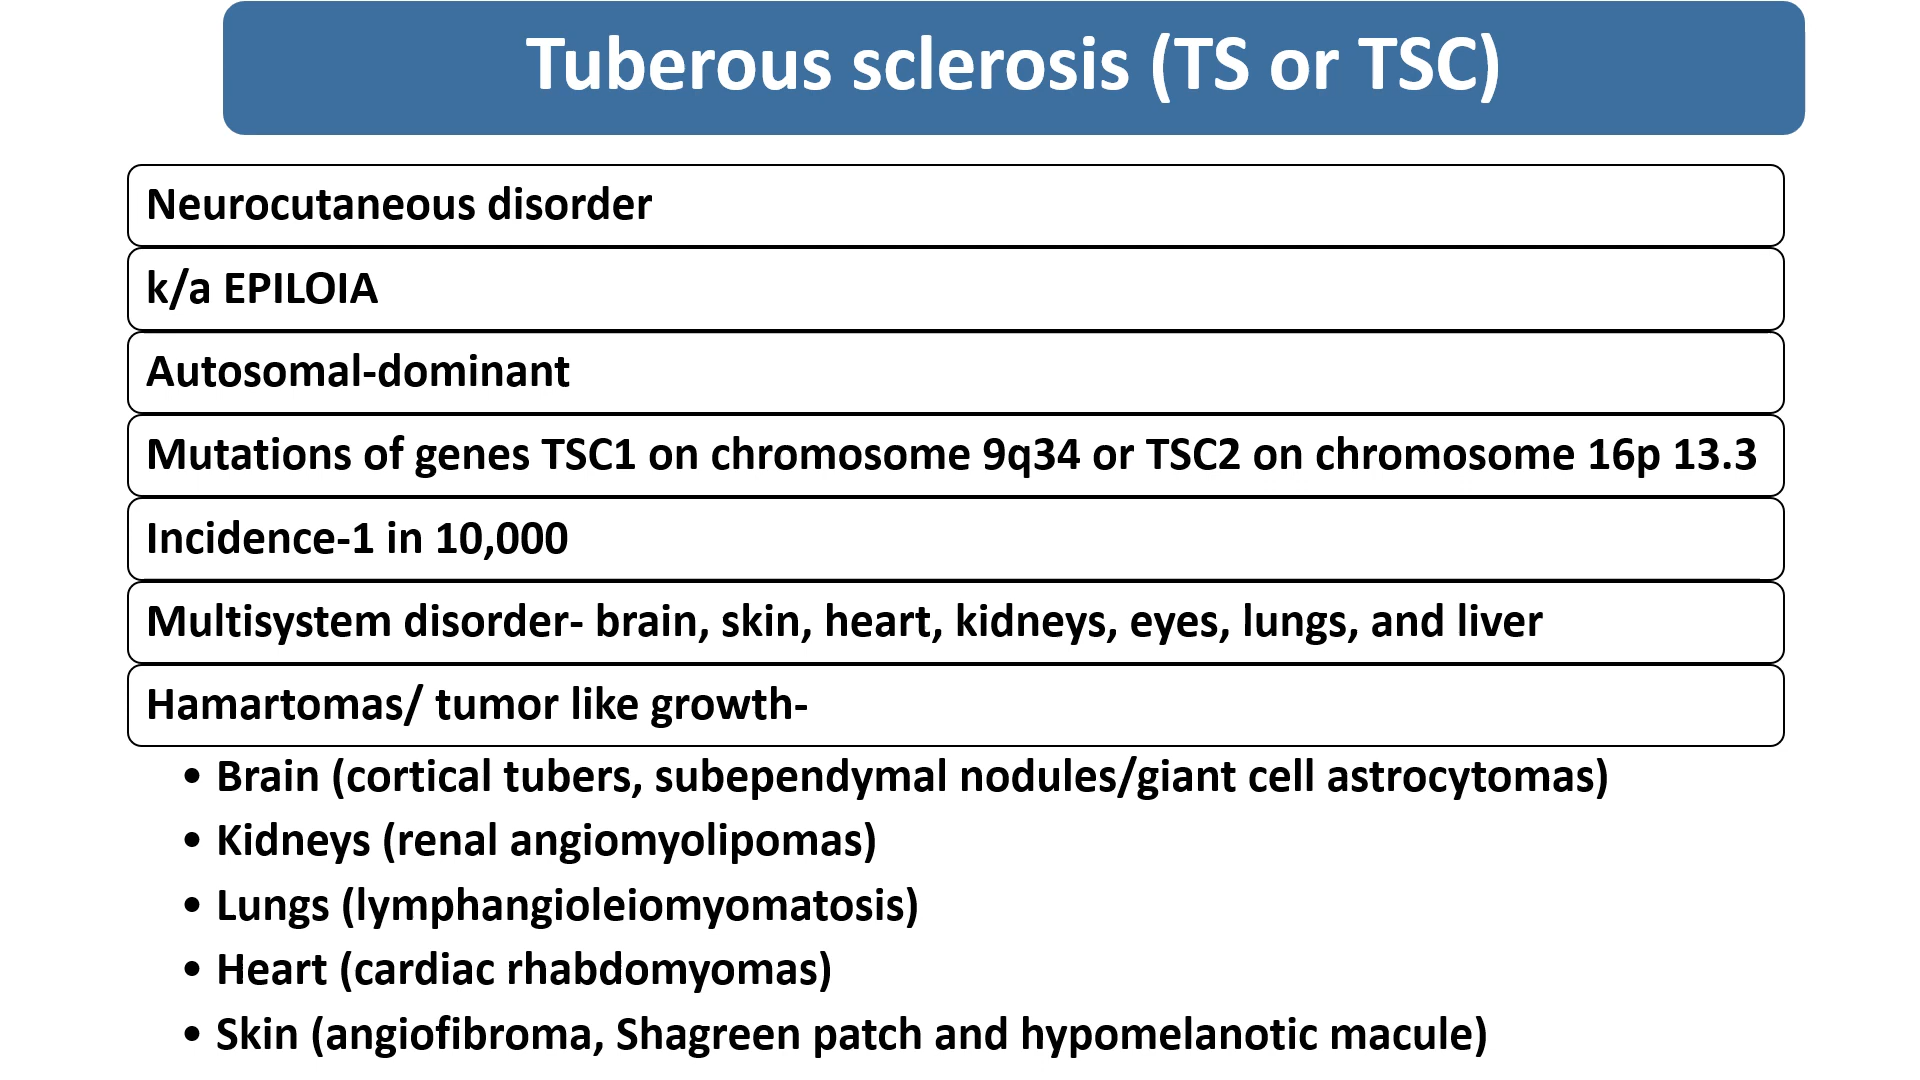 Tuberous sclerosis (TS or TSC)
Neurocutaneous disorder
k/a EPILOIA
Autosomal-dominant
Mutations of genes TSC1 on chromosome 9q34 or TSC2 on chromosome 16p 13.3
Incidence-1 in 10,000
Multisystem disorder- brain, skin, heart, kidneys, eyes, lungs, and liver
Hamartomas/ tumor like growth-
• Brain (cortical tubers, subependymal nodules/giant cell astrocytomas)
• Kidneys (renal angiomyolipomas)
• Lungs (lymphangioleiomyomatosis)
• Heart (cardiac rhabdomyomas)
• Skin (angiofibroma, Shagreen patch and hypomelanotic macule)